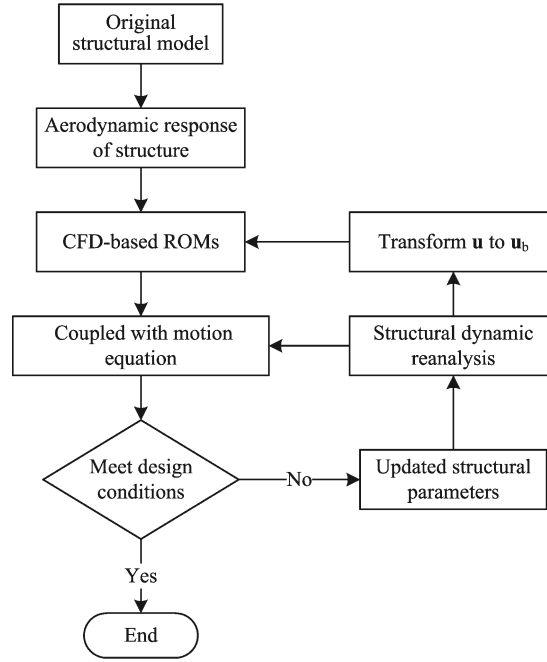 Original
structural model
Aerodynamic response
of structure
CFD-based ROMs
Transform u to u_b
Coupled with motion
equation
Structural dynamic
reanalysis
Meet design
conditions
No
Updated structural
parameters
Yes
End